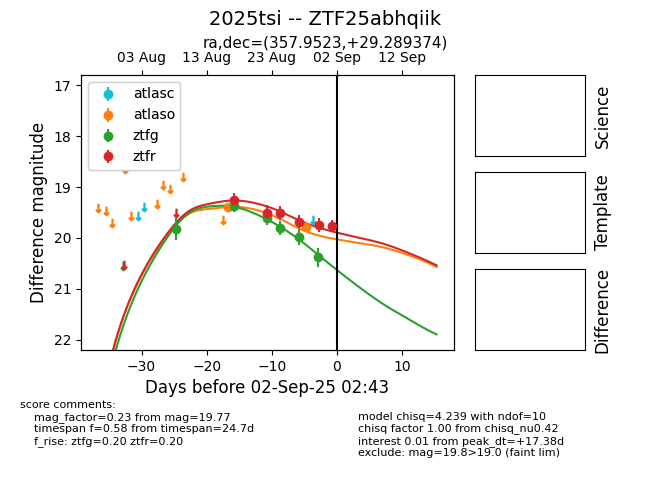 2025tsi -- ZTF25abhqiik
ra,dec=(357.9523,+29.289374)
03 Aug 13 Aug 23 Aug 02 Sep 12 Sep
atlasc
atlaso
ztfg
ztfr
17
18
19
20
21
22
Difference magnitude
−30 −20 −10 0 10
Days before 02-Sep-25 02:43
Science
Template
Difference
score comments:
mag_factor=0.23 from mag=19.77
timespan f=0.58 from timespan=24.7d
f_rise: ztfg=0.20 ztfr=0.20
model chisq=4.239 with ndof=10
chisq factor 1.00 from chisq_nu0.42
interest 0.01 from peak_dt=+17.38d
exclude: mag=19.8>19.0 (faint lim)